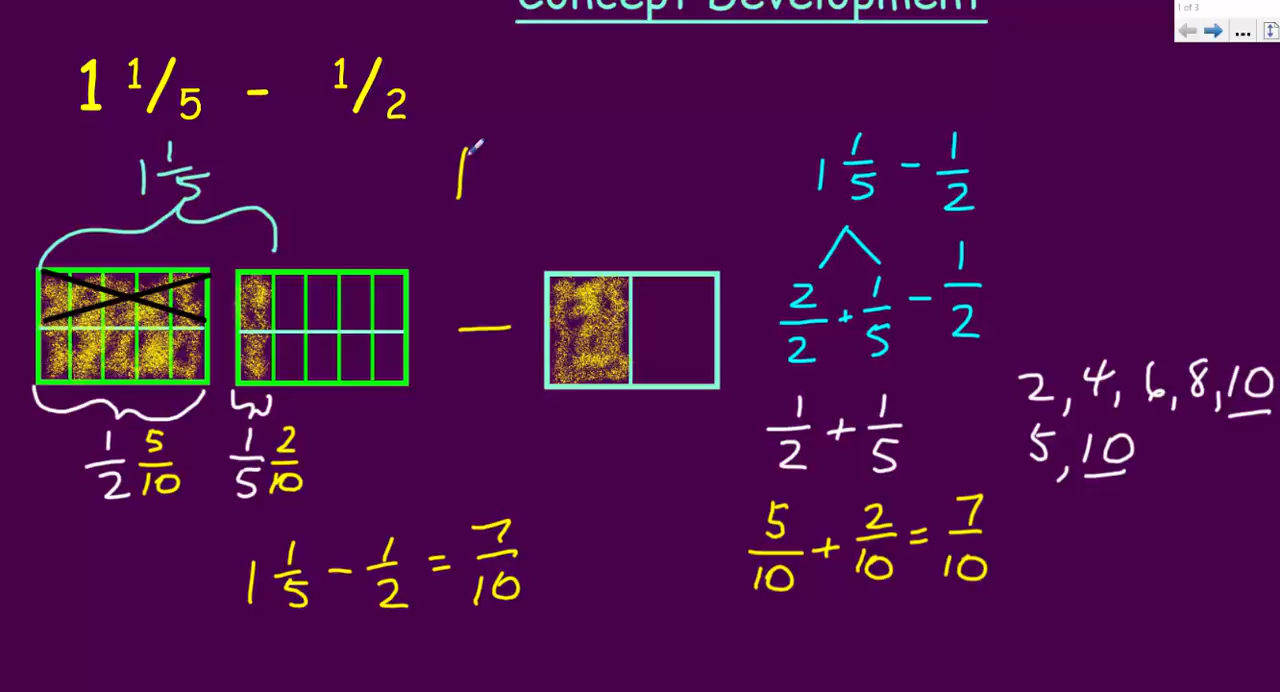 Concept Development
1 of 3
1 1/5 - 1/2
1 1/5
1
1/2 5/10
1/5 2/10
1 1/5 - 1/2 = 7/10
1 1/5 - 1/2
2/2 + 1/5 - 1/2
1/2 + 1/5
5/10 + 2/10 = 7/10
2, 4, 6, 8, 10
5, 10